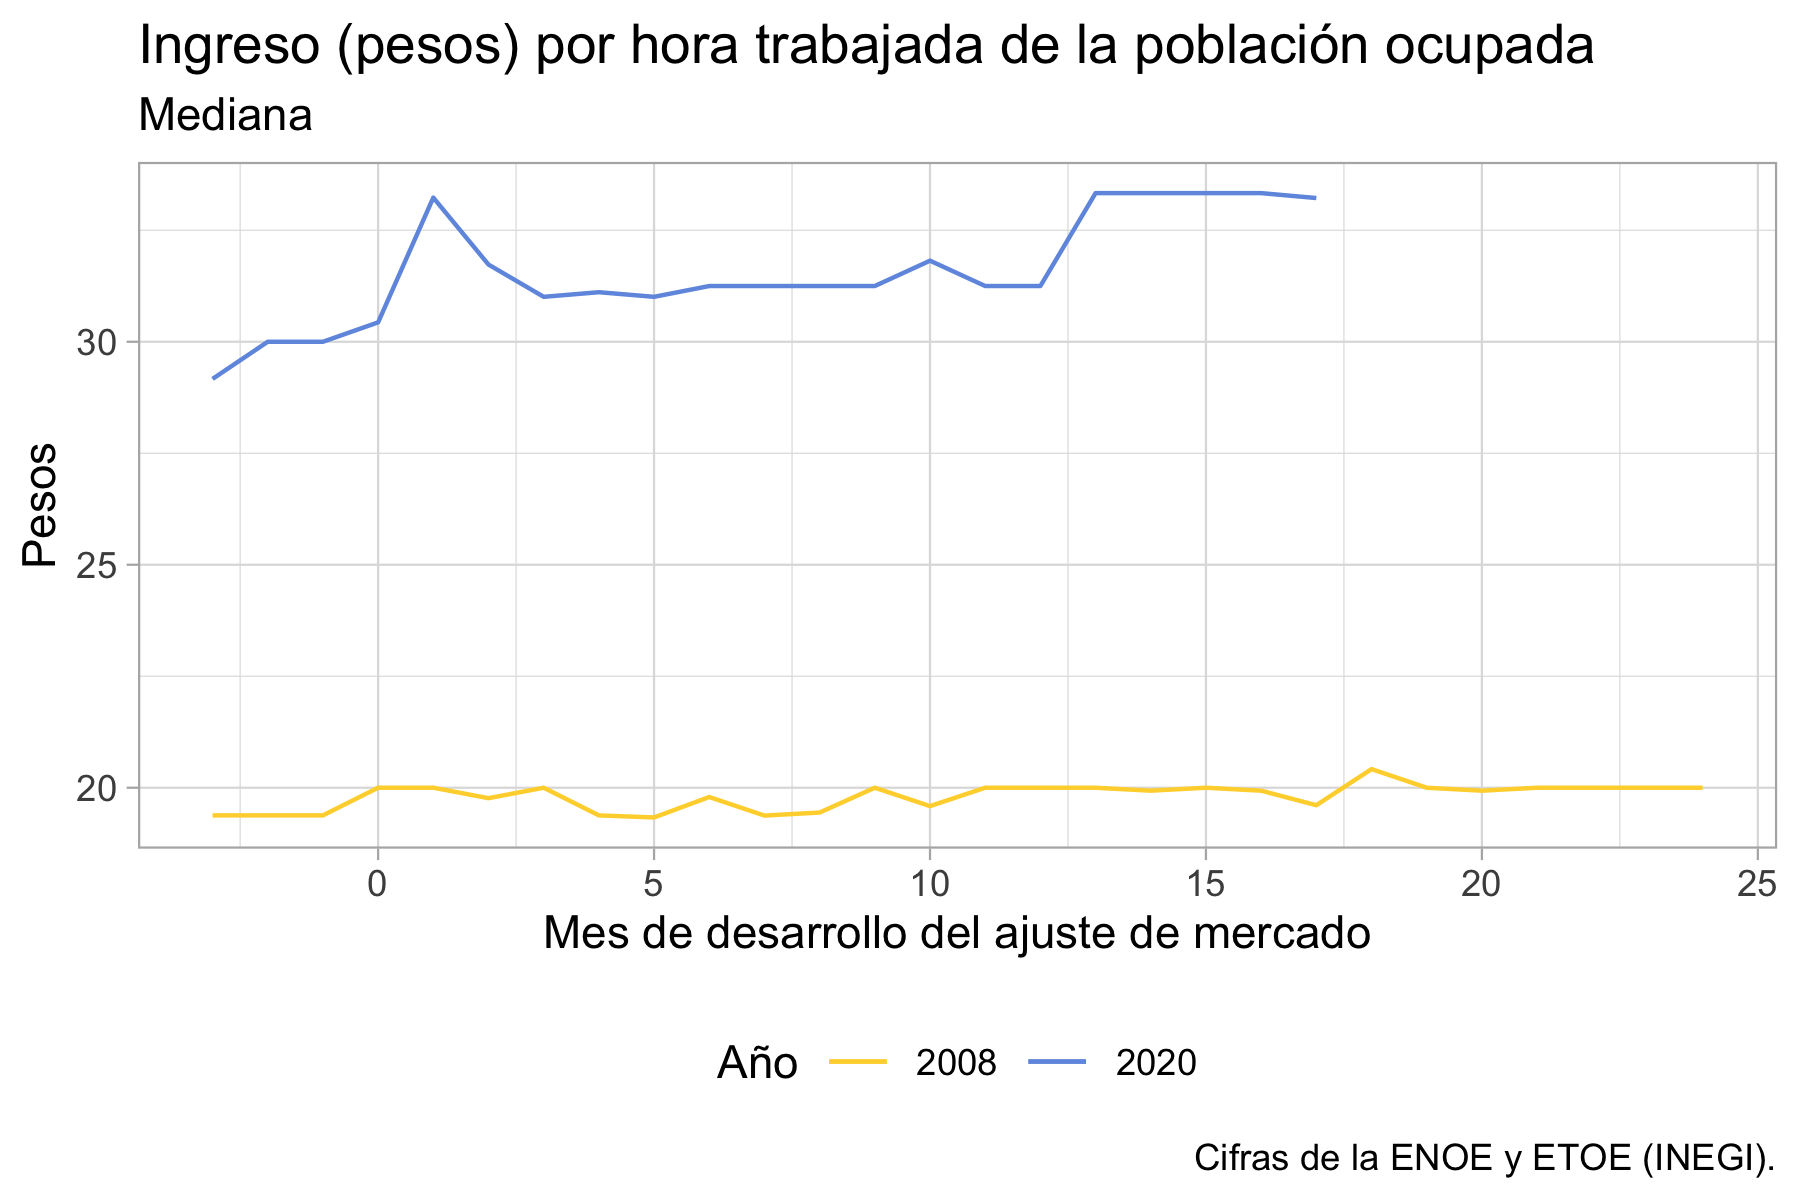 Ingreso (pesos) por hora trabajada de la población ocupada
Mediana
Pesos
30
25
20
0 5 10 15 20 25
Mes de desarrollo del ajuste de mercado
Año 2008 2020
Cifras de la ENOE y ETOE (INEGI).